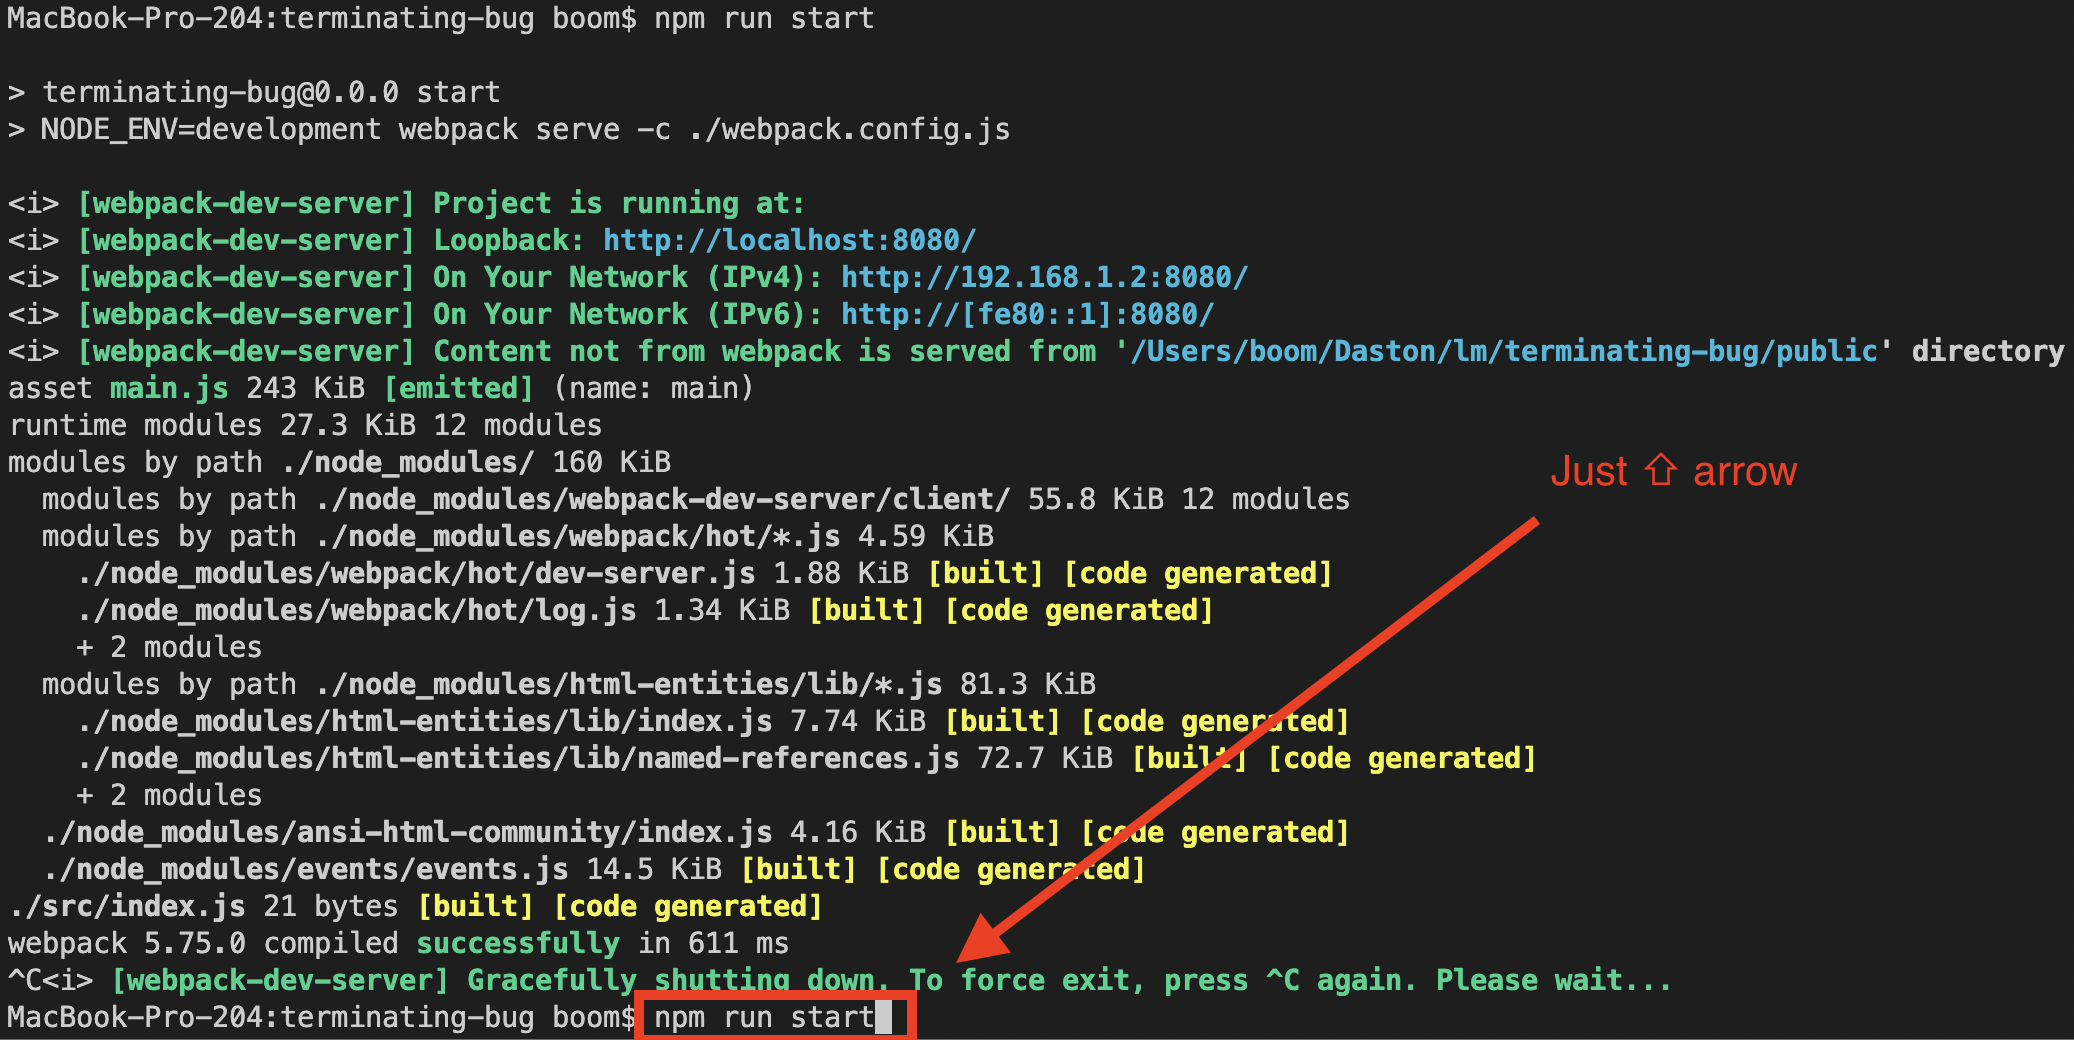 MacBook-Pro-204:terminating-bug boom$ npm run start
> terminating-bug@0.0.0 start
> NODE_ENV=development webpack serve -c ./webpack.config.js
<i> [webpack-dev-server] Project is running at:
<i> [webpack-dev-server] Loopback: http://localhost:8080/
<i> [webpack-dev-server] On Your Network (IPv4): http://192.168.1.2:8080/
<i> [webpack-dev-server] On Your Network (IPv6): http://[fe80::1]:8080/
<i> [webpack-dev-server] Content not from webpack is served from '/Users/boom/Daston/lm/terminating-bug/public' directory
asset main.js 243 KiB [emitted] (name: main)
runtime modules 27.3 KiB 12 modules
modules by path ./node_modules/ 160 KiB
Just ⇧ arrow
  modules by path ./node_modules/webpack-dev-server/client/ 55.8 KiB 12 modules
  modules by path ./node_modules/webpack/hot/*.js 4.59 KiB
    ./node_modules/webpack/hot/dev-server.js 1.88 KiB [built] [code generated]
    ./node_modules/webpack/hot/log.js 1.34 KiB [built] [code generated]
    + 2 modules
  modules by path ./node_modules/html-entities/lib/*.js 81.3 KiB
    ./node_modules/html-entities/lib/index.js 7.74 KiB [built] [code generated]
    ./node_modules/html-entities/lib/named-references.js 72.7 KiB [built] [code generated]
    + 2 modules
  ./node_modules/ansi-html-community/index.js 4.16 KiB [built] [code generated]
  ./node_modules/events/events.js 14.5 KiB [built] [code generated]
./src/index.js 21 bytes [built] [code generated]
webpack 5.75.0 compiled successfully in 611 ms
^C<i> [webpack-dev-server] Gracefully shutting down. To force exit, press ^C again. Please wait...
MacBook-Pro-204:terminating-bug boom$ npm run start